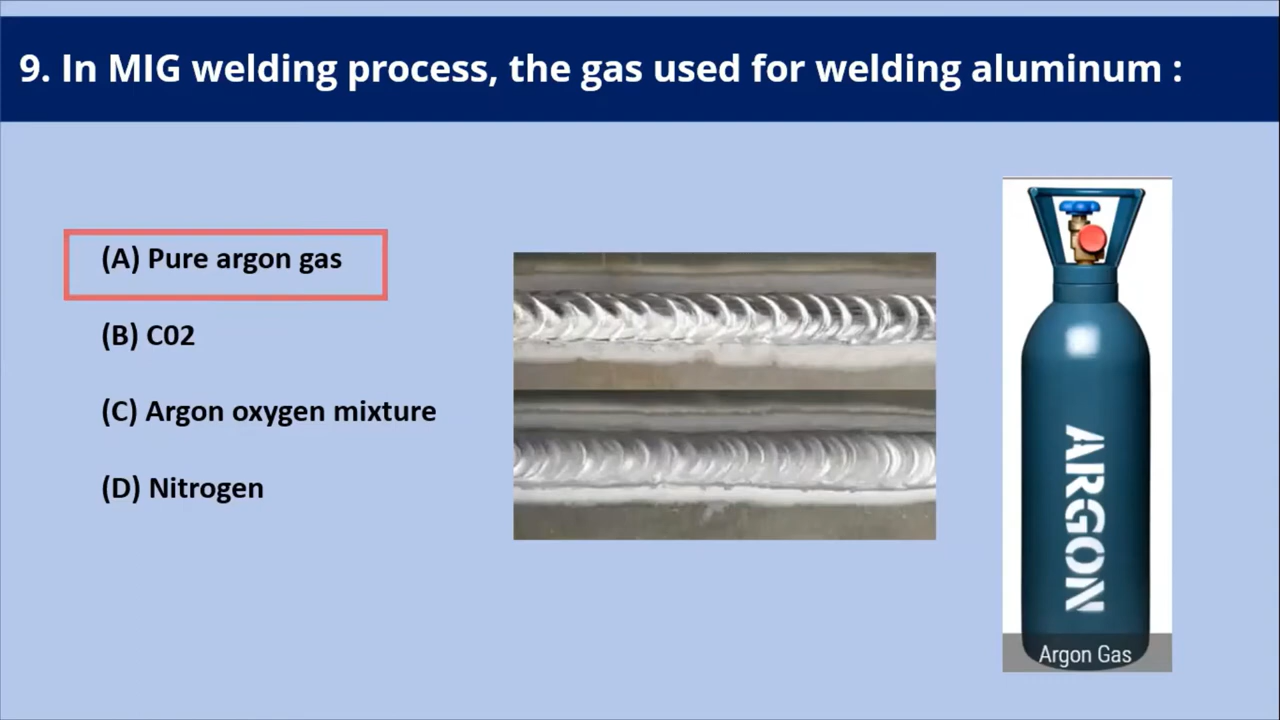 9. In MIG welding process, the gas used for welding aluminum :
(A) Pure argon gas
(B) C02
(C) Argon oxygen mixture
(D) Nitrogen
ARGON
Argon Gas